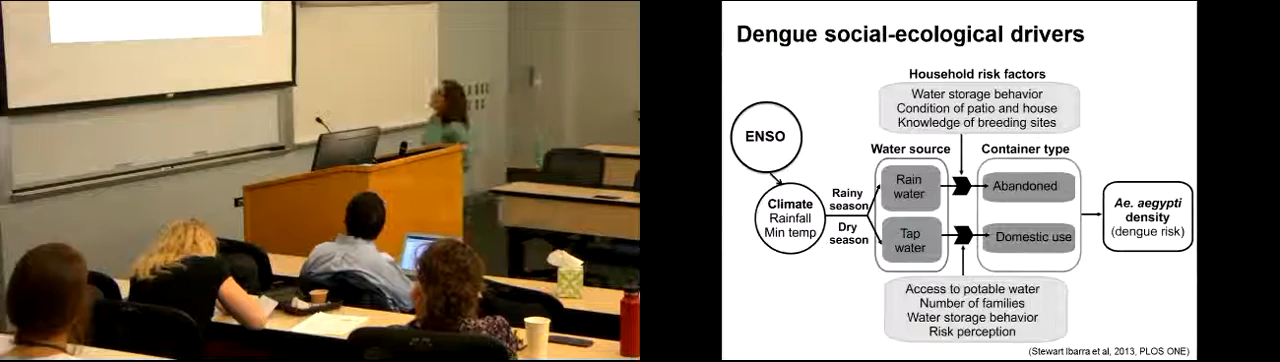 Dengue social-ecological drivers
Household risk factors
Water storage behavior
Condition of patio and house
Knowledge of breeding sites
ENSO
Water source
Container type
Climate
Rainfall
Min temp
Rainy
season
Dry
season
Rain
water
Tap
water
Abandoned
Domestic use
Ae. aegypti
density
(dengue risk)
Access to potable water
Number of families
Water storage behavior
Risk perception
(Stewart Ibarra et al, 2013, PLOS ONE)